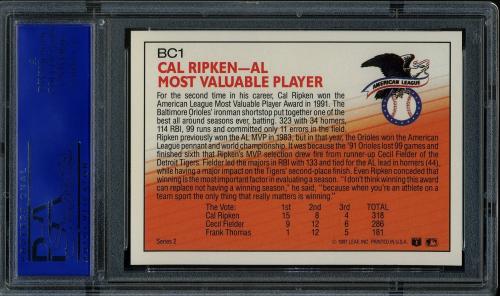 BC1
CAL RIPKEN—AL
MOST VALUABLE PLAYER
AMERICAN LEAGUE
For the second time in his career, Cal Ripken won the
American League Most Valuable Player Award in 1991. The
Baltimore Orioles' ironman shortstop put together one of the
best all around seasons ever, batting .323 with 34 homers,
114 RBI, 99 runs and committed only 11 errors in the field.
Ripken previously won the AL MVP in 1983, but in that year, the Orioles won the American
League pennant and world championship. It was because the '91 Orioles lost 99 games and
finished sixth that Ripken's MVP selection drew fire from runner-up Cecil Fielder of the
Detroit Tigers. Fielder led the majors in RBI with 133 and tied for the AL lead in homers (44),
while having a major impact on the Tigers' second-place finish. Even Ripken conceded that
winning is the most important factor in evaluating a season. "I don't think winning this award
can replace not having a winning season," he said, "because when you're an athlete on a
team sport the only thing that really matters is winning."
The Vote: 1st 2nd 3rd TOTAL
Cal Ripken 15 8 4 318
Cecil Fielder 9 12 6 286
Frank Thomas 1 12 5 181
Series 2
© 1991 LEAF, INC. PRINTED IN U.S.A.
PSA